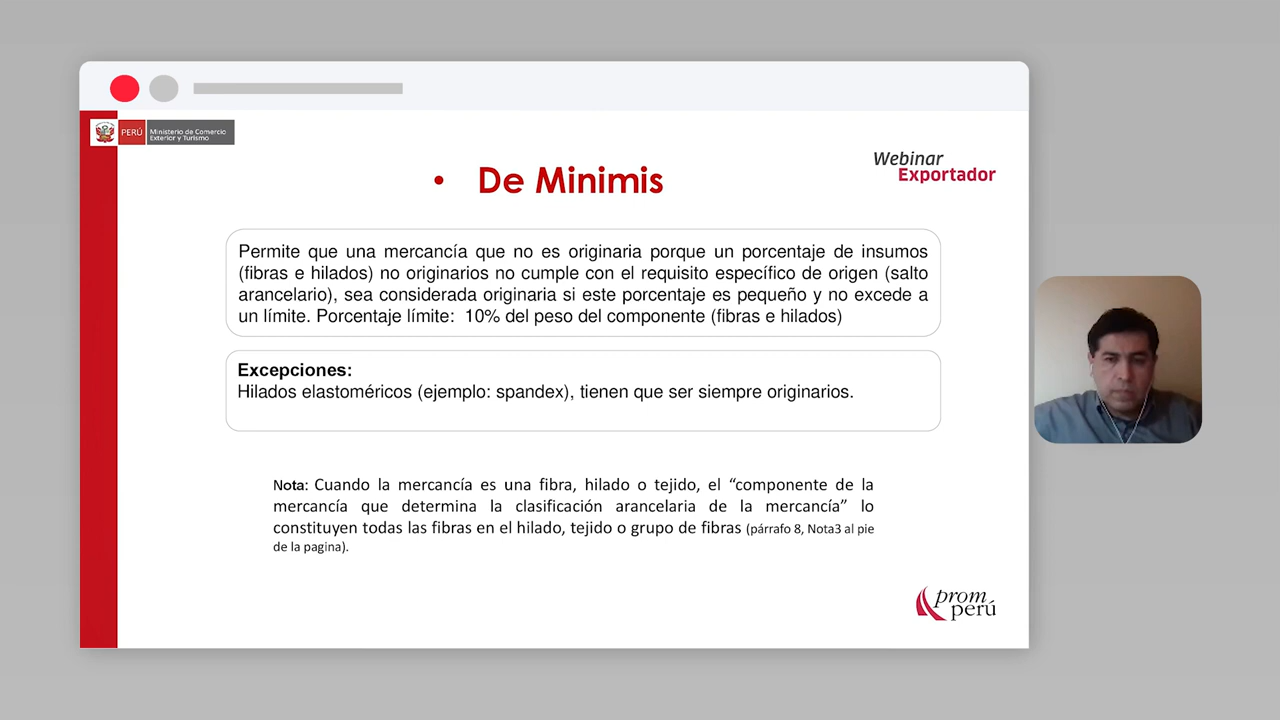 PERÚ
Ministerio de Comercio
Exterior y Turismo
Webinar
Exportador
• De Minimis
Permite que una mercancía que no es originaria porque un porcentaje de insumos
(fibras e hilados) no originarios no cumple con el requisito específico de origen (salto
arancelario), sea considerada originaria si este porcentaje es pequeño y no excede a
un límite. Porcentaje límite: 10% del peso del componente (fibras e hilados)
Excepciones:
Hilados elastoméricos (ejemplo: spandex), tienen que ser siempre originarios.
Nota: Cuando la mercancía es una fibra, hilado o tejido, el “componente de la
mercancía que determina la clasificación arancelaria de la mercancía” lo
constituyen todas las fibras en el hilado, tejido o grupo de fibras (párrafo 8, Nota3 al pie
de la pagina).
prom
perú